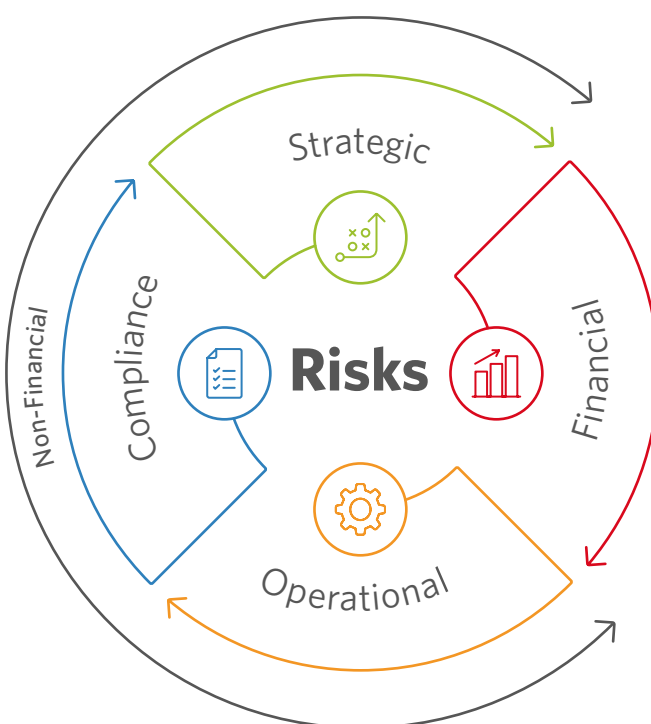 Strategic
Non-Financial
Compliance
Risks
Financial
Operational